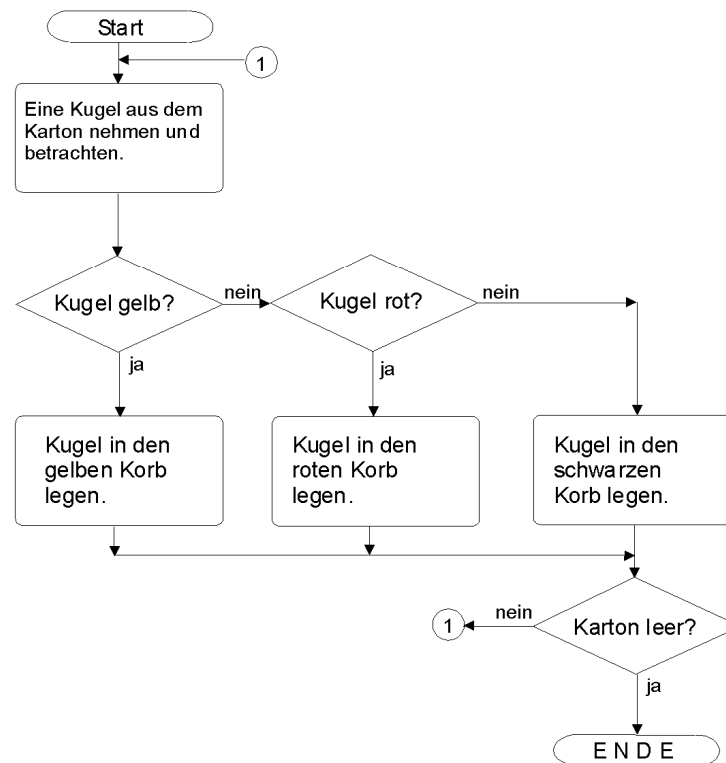 Start
1
Eine Kugel aus dem
Karton nehmen und
betrachten.
Kugel gelb?
nein
Kugel rot?
nein
ja
ja
Kugel in den
gelben Korb
legen.
Kugel in den
roten Korb
legen.
Kugel in den
schwarzen
Korb legen.
1
nein
Karton leer?
ja
E N D E